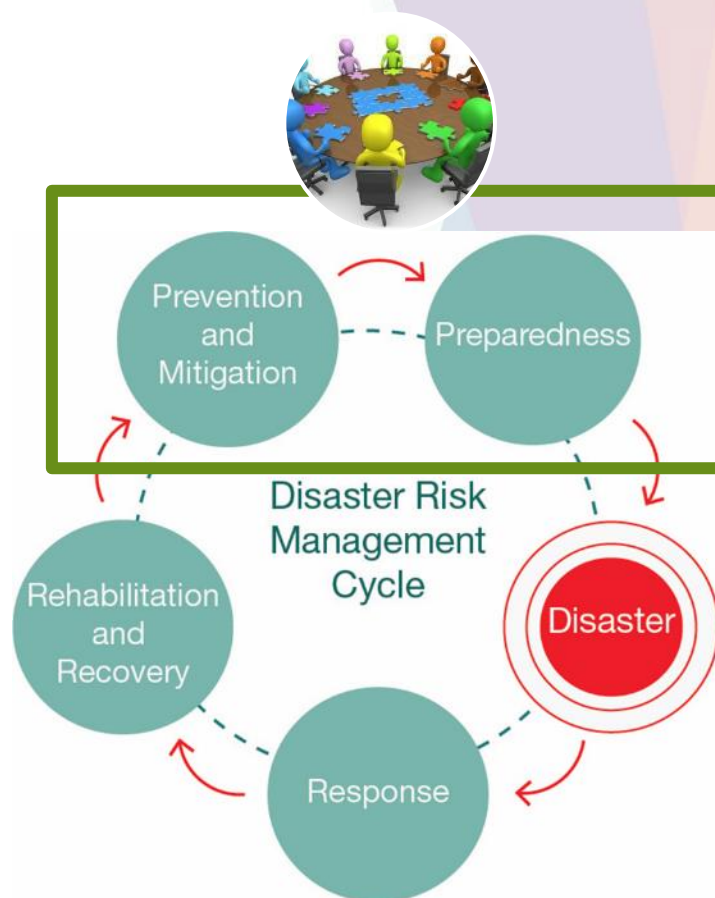 Prevention
and
Mitigation
Preparedness
Disaster Risk
Management
Cycle
Rehabilitation
and
Recovery
Disaster
Response